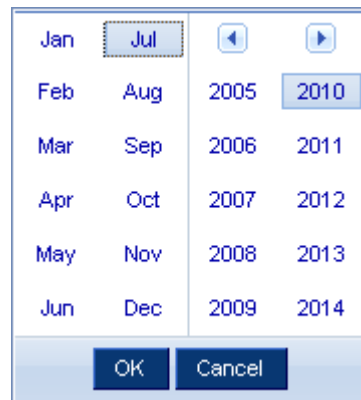 Jan Jul
Feb Aug 2005 2010
Mar Sep 2006 2011
Apr Oct 2007 2012
May Nov 2008 2013
Jun Dec 2009 2014
OK Cancel